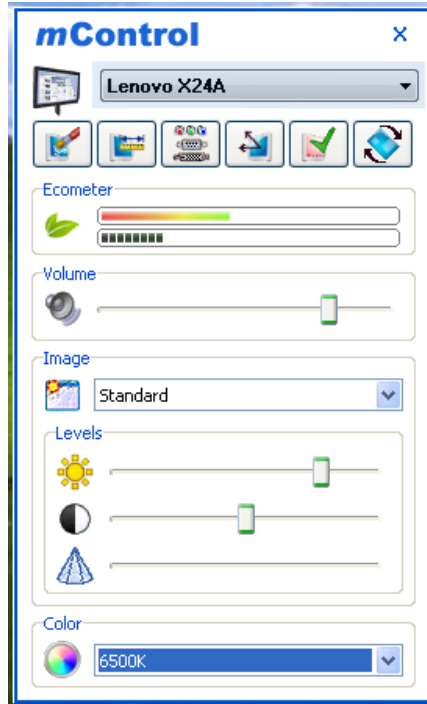 mControl
Lenovo X24A
Ecometer
Volume
Image
Standard
Levels
Color
6500K